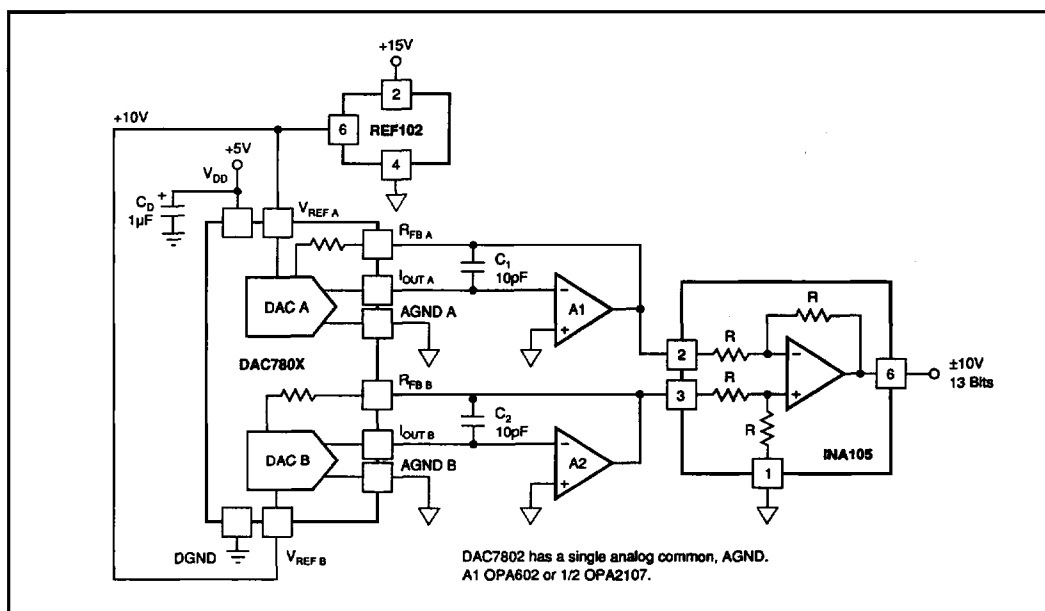 +15V
2
+10V
6
REF102
+5V
V_DD
4
C_D
+
1µF
V_REF A
R_FB A
C₁
10pF
I_OUT A
DAC A
–
A1
+
AGND A
R
2
R
–
DAC780X
6
±10V
13 Bits
R_FB B
3
R
+
C₂
10pF
R
I_OUT B
DAC B
–
A2
+
AGND B
INA105
1
DGND
V_REF B
DAC7802 has a single analog common, AGND.
A1 OPA602 or 1/2 OPA2107.